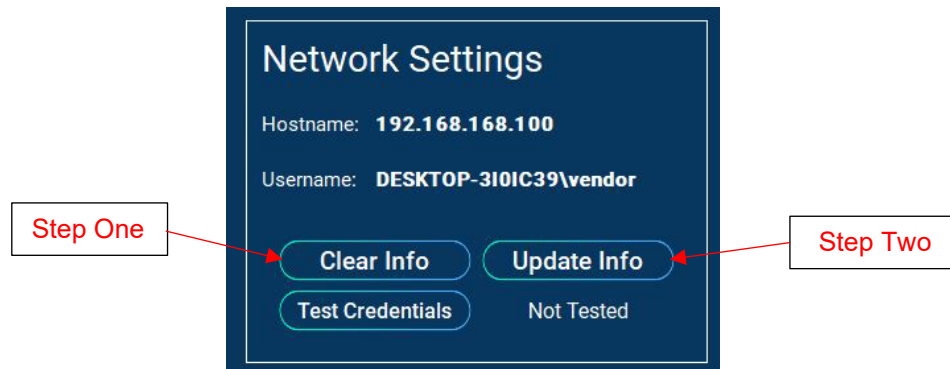 Network Settings
Hostname: 192.168.168.100
Username: DESKTOP-3I0IC39\vendor
Step One
Clear Info Update Info
Step Two
Test Credentials Not Tested